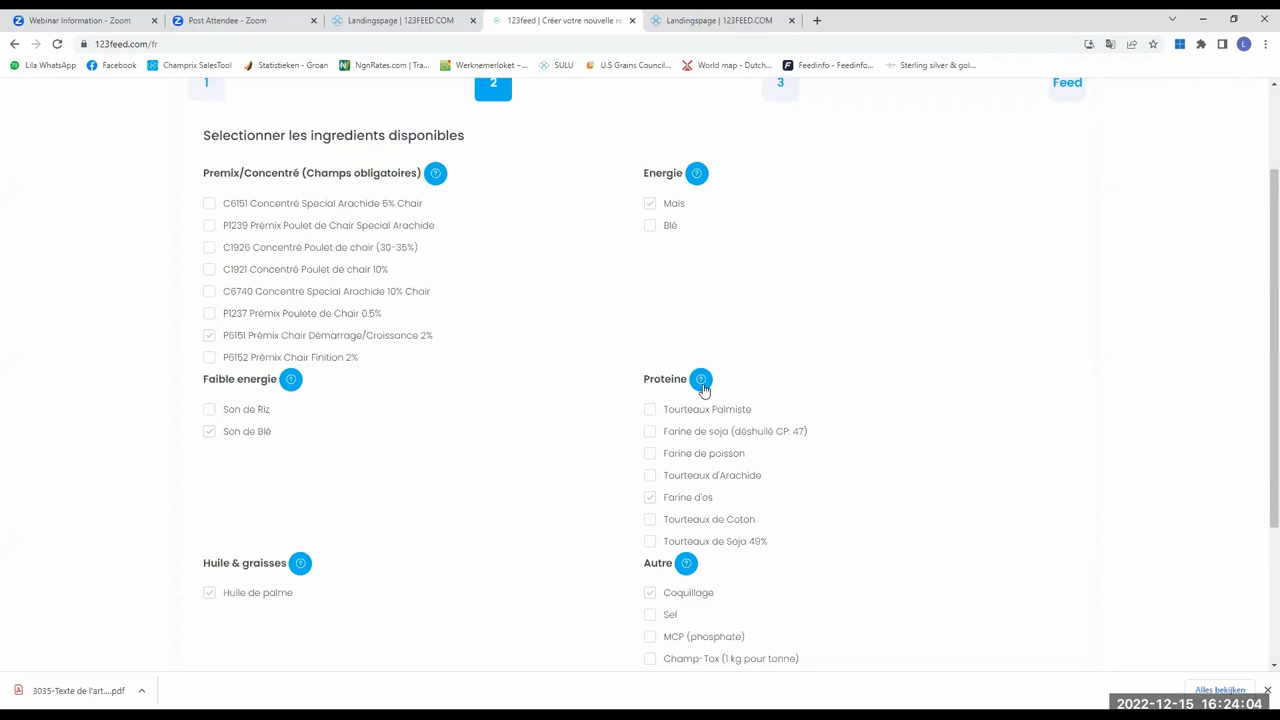 Webinar Information - Zoom
Post Attendee - Zoom
Landingspage | 123FEED.COM
123feed | Créer votre nouvelle re
Landingspage | 123FEED.COM
123feed.com/fr
L
Lila WhatsApp
Facebook
Champrix SalesTool
Statistieken - Groan
NgnRates.com | Tra...
Werknemerloket –...
SULU
U.S Grains Council...
World map - Dutch...
Feedinfo - Feedinfo...
Sterling silver & gol...
1
2
3
Feed
Selectionner les ingredients disponibles
Premix/Concentré (Champs obligatoires)
C6151 Concentré Special Arachide 5% Chair
P1239 Prémix Poulet de Chair Special Arachide
C1926 Concentré Poulet de chair (30-35%)
C1921 Concentré Poulet de chair 10%
C6740 Concentré Special Arachide 10% Chair
P1237 Prémix Poulete de Chair 0.5%
P6151 Prémix Chair Démarrage/Croissance 2%
P6152 Prémix Chair Finition 2%
Energie
Mais
Blé
Faible energie
Son de Riz
Son de Blé
Proteine
Tourteaux Palmiste
Farine de soja (déshuilé CP: 47)
Farine de poisson
Tourteaux d'Arachide
Farine d'os
Tourteaux de Coton
Tourteaux de Soja 49%
Huile & graisses
Huile de palme
Autre
Coquillage
Sel
MCP (phosphate)
Champ-Tox (1 kg pour tonne)
3035-Texte de l'art....pdf
Alles bekijken
2022-12-15 16:24:04